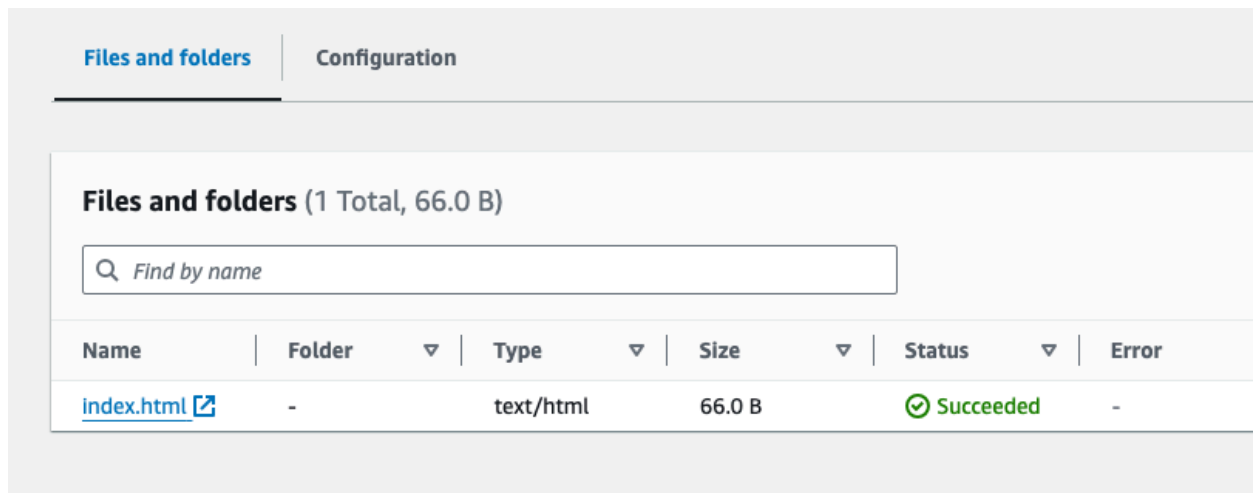 Files and folders Configuration
Files and folders (1 Total, 66.0 B)
Find by name
Name Folder Type Size Status Error
index.html - text/html 66.0 B Succeeded -